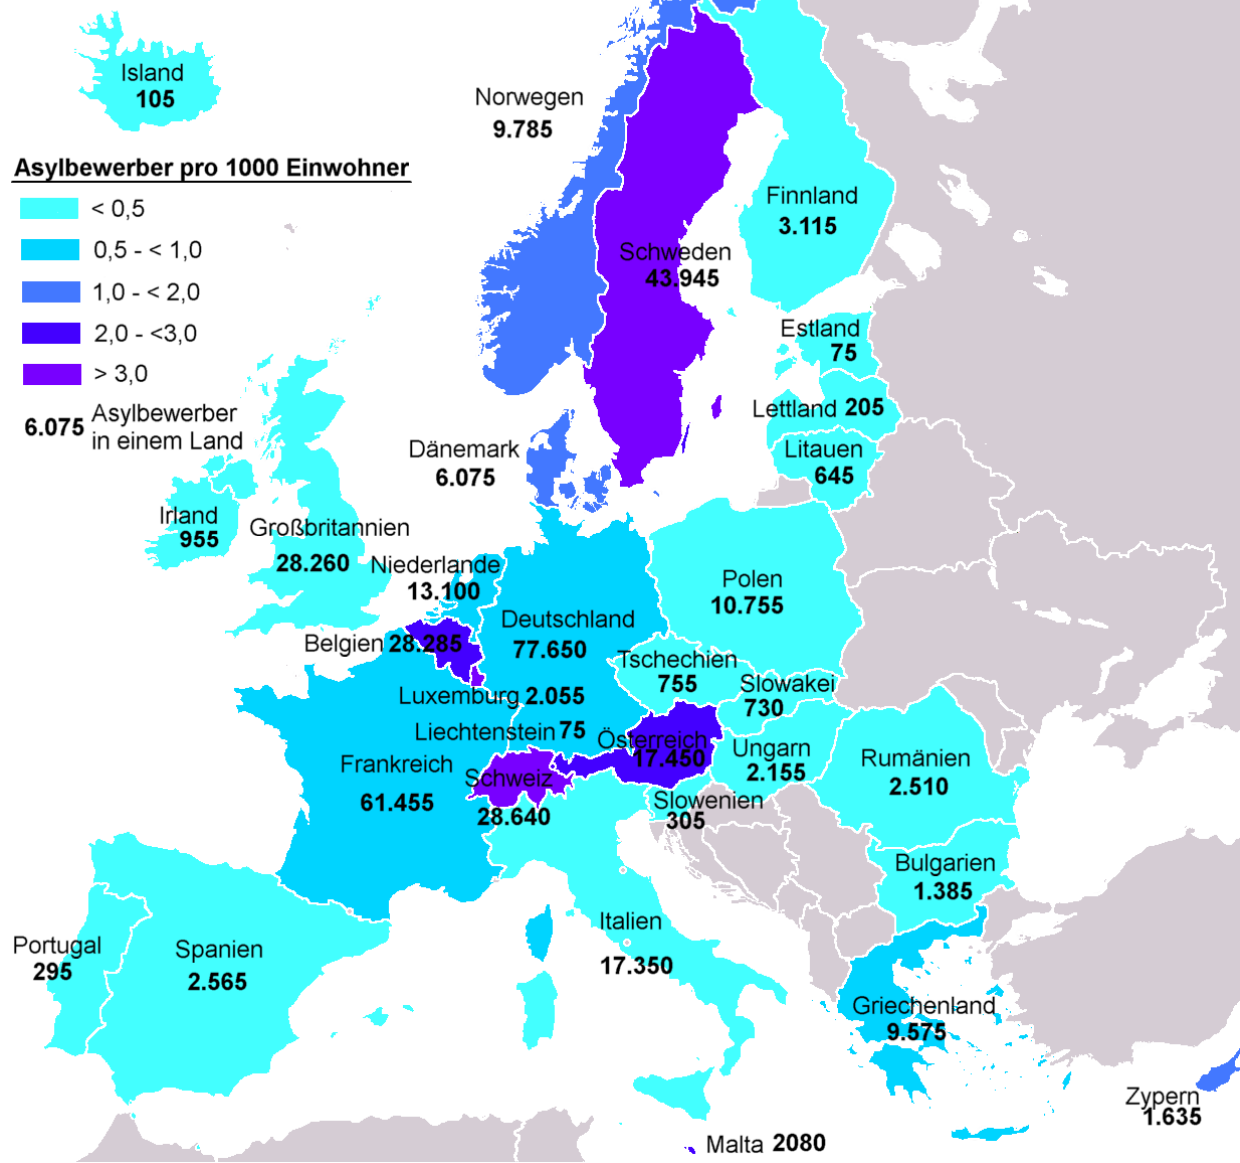 Island
105
Norwegen
9.785
Asylbewerber pro 1000 Einwohner
< 0,5
0,5 - < 1,0
1,0 - < 2,0
2,0 - <3,0
> 3,0
6.075 Asylbewerber
in einem Land
Finnland
3.115
Schweden
43.945
Estland
75
Lettland 205
Litauen
645
Dänemark
6.075
Irland
955
Großbritannien
28.260
Niederlande
13.100
Polen
10.755
Deutschland
77.650
Belgien 28.285
Tschechien
755
Slowakei
730
Luxemburg 2.055
Liechtenstein 75
Österreich
17.450
Ungarn
2.155
Rumänien
2.510
Frankreich
61.455
Schweiz
28.640
Slowenien
305
Bulgarien
1.385
Italien
17.350
Portugal
295
Spanien
2.565
Griechenland
9.575
Zypern
1.635
Malta 2080